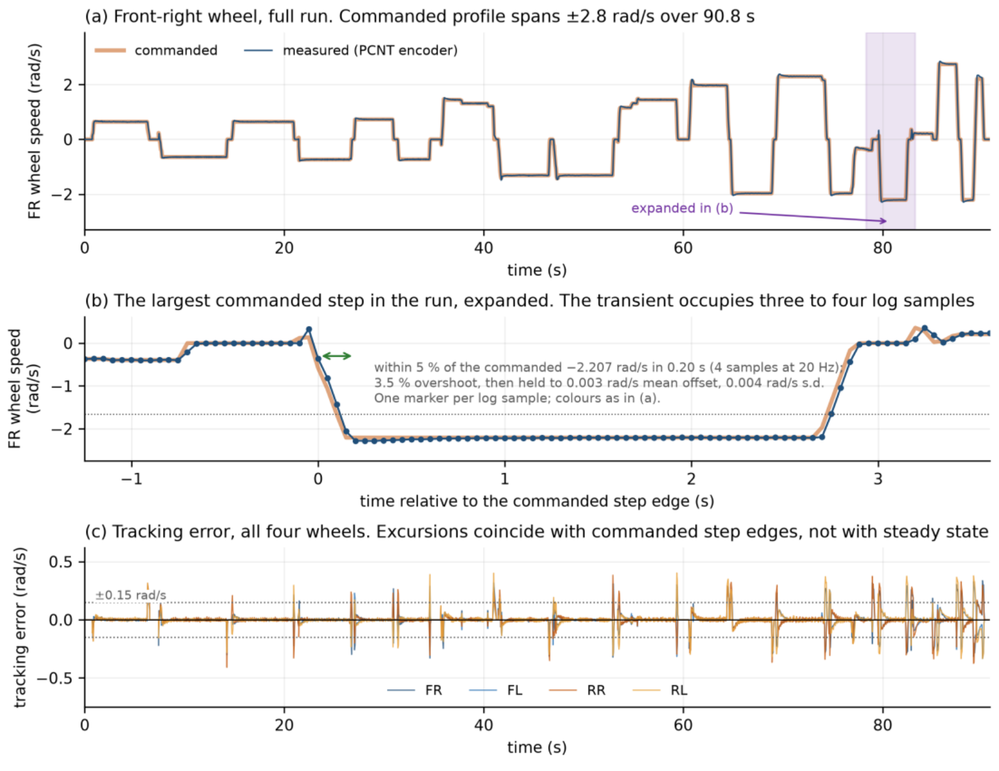 (a) Front-right wheel, full run. Commanded profile spans ±2.8 rad/s over 90.8 s
FR wheel speed (rad/s)
commanded
measured (PCNT encoder)
2
0
−2
expanded in (b)
0
20
40
60
80
time (s)
(b) The largest commanded step in the run, expanded. The transient occupies three to four log samples
FR wheel speed
(rad/s)
0
−1
−2
within 5 % of the commanded −2.207 rad/s in 0.20 s (4 samples at 20 Hz);
3.5 % overshoot, then held to 0.003 rad/s mean offset, 0.004 rad/s s.d.
One marker per log sample; colours as in (a).
−1
0
1
2
3
time relative to the commanded step edge (s)
(c) Tracking error, all four wheels. Excursions coincide with commanded step edges, not with steady state
tracking error (rad/s)
0.5
0.0
−0.5
±0.15 rad/s
FR
FL
RR
RL
0
20
40
60
80
time (s)